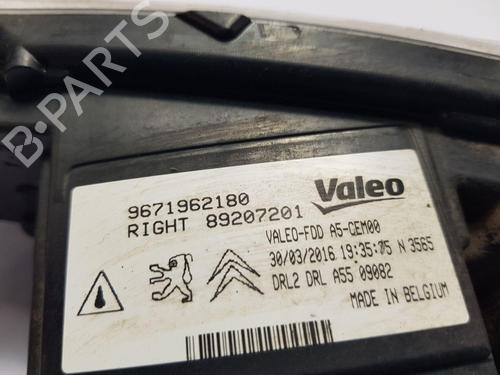 B-PARTS
9671962180
RIGHT 89207201
Valeo
VALEO-FDD A5-QEM00
30/03/2016 19:35:05 N 3565
DRL2 DRL A55 09082
MADE IN BELGIUM